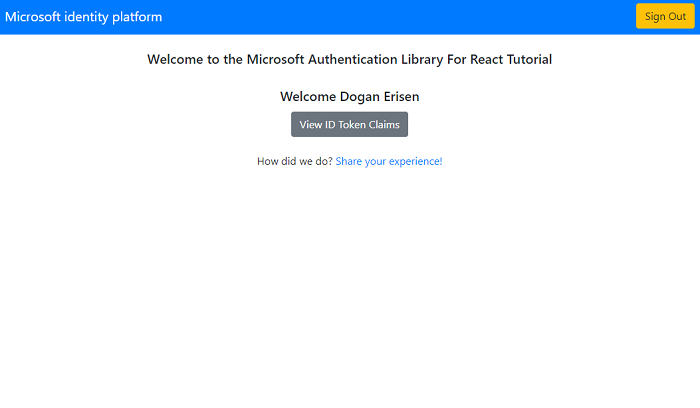 Microsoft identity platform
Sign Out
Welcome to the Microsoft Authentication Library For React Tutorial
Welcome Dogan Erisen
View ID Token Claims
How did we do? Share your experience!